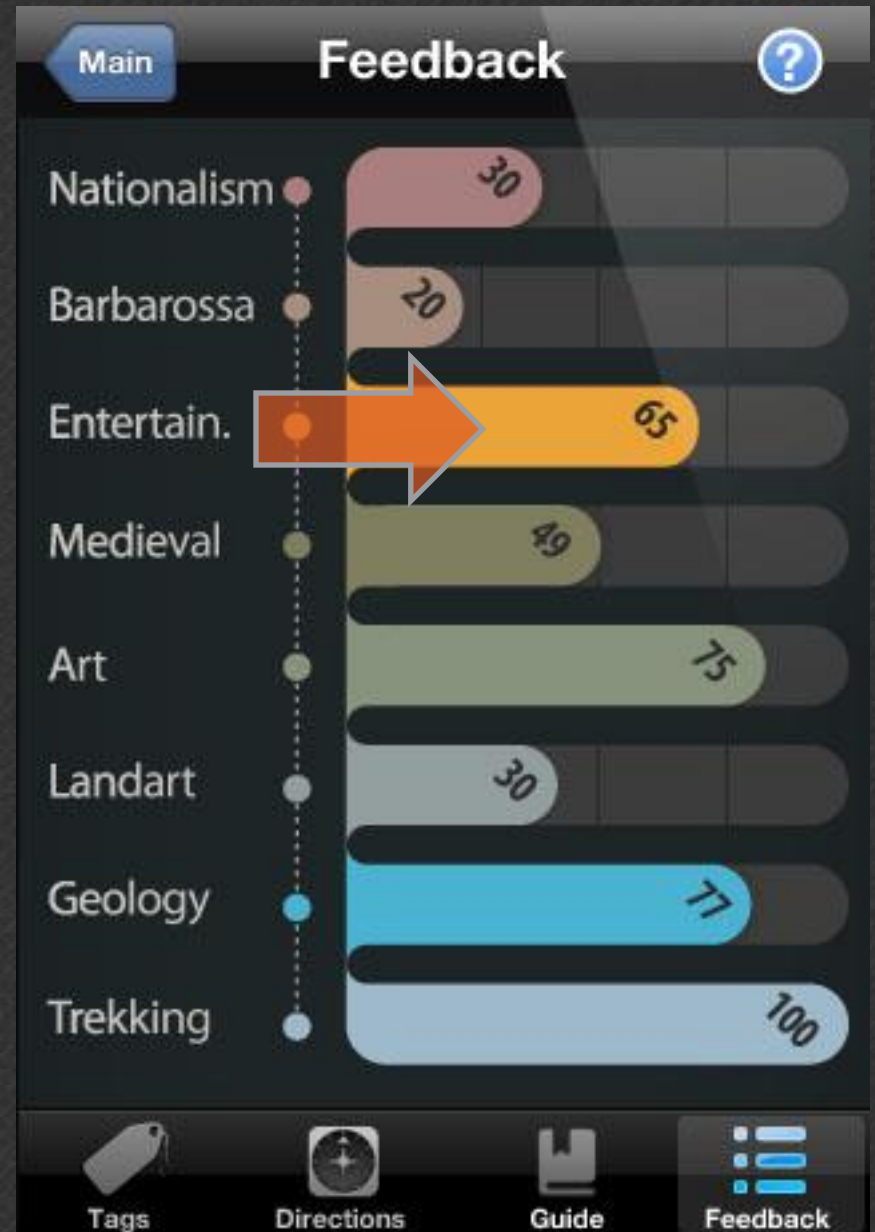 Main Feedback ?
Nationalism 30
Barbarossa 20
Entertain. 65
Medieval 49
Art 75
Landart 30
Geology 77
Trekking 100
Tags Directions Guide Feedback